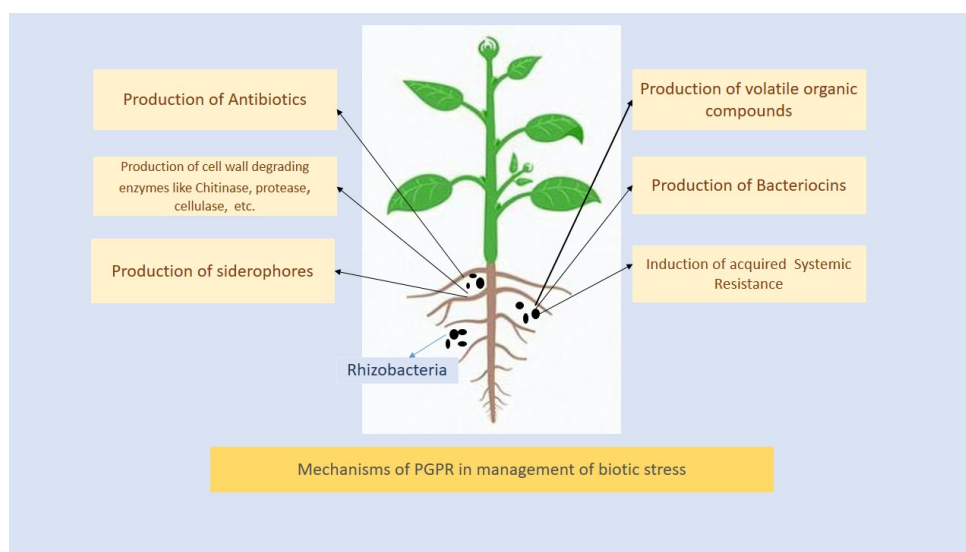 Production of Antibiotics
Production of cell wall degrading
enzymes like Chitinase, protease,
cellulase, etc.
Production of siderophores
Production of volatile organic
compounds
Production of Bacteriocins
Induction of acquired Systemic
Resistance
Rhizobacteria
Mechanisms of PGPR in management of biotic stress